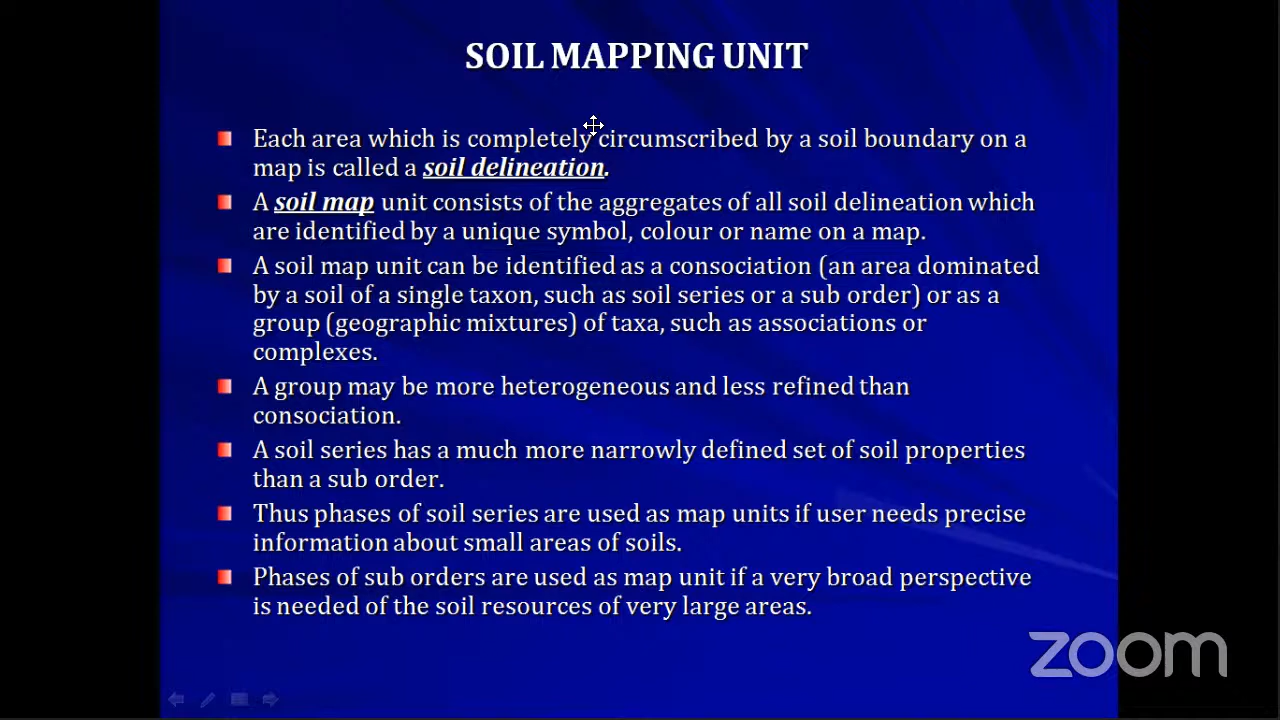 SOIL MAPPING UNIT
Each area which is completely circumscribed by a soil boundary on a
map is called a soil delineation.
A soil map unit consists of the aggregates of all soil delineation which
are identified by a unique symbol, colour or name on a map.
A soil map unit can be identified as a consociation (an area dominated
by a soil of a single taxon, such as soil series or a sub order) or as a
group (geographic mixtures) of taxa, such as associations or
complexes.
A group may be more heterogeneous and less refined than
consociation.
A soil series has a much more narrowly defined set of soil properties
than a sub order.
Thus phases of soil series are used as map units if user needs precise
information about small areas of soils.
Phases of sub orders are used as map unit if a very broad perspective
is needed of the soil resources of very large areas.
zoom